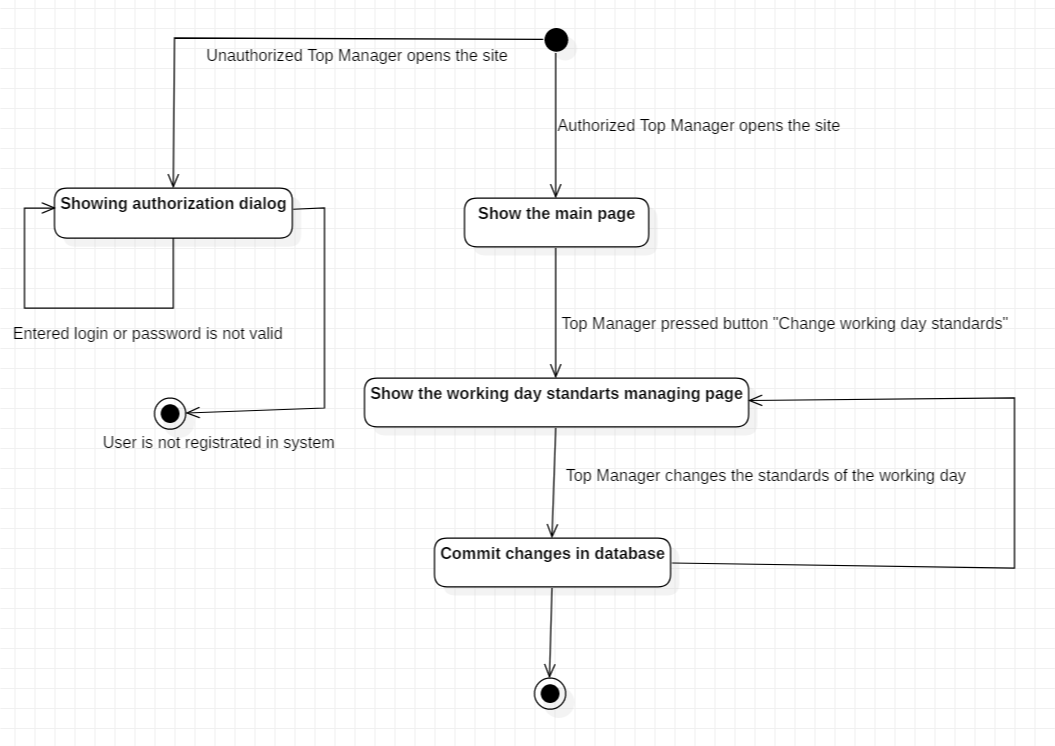 Unauthorized Top Manager opens the site
Authorized Top Manager opens the site
Showing authorization dialog
Show the main page
Entered login or password is not valid
Top Manager pressed button "Change working day standards"
Show the working day standarts managing page
User is not registrated in system
Top Manager changes the standards of the working day
Commit changes in database